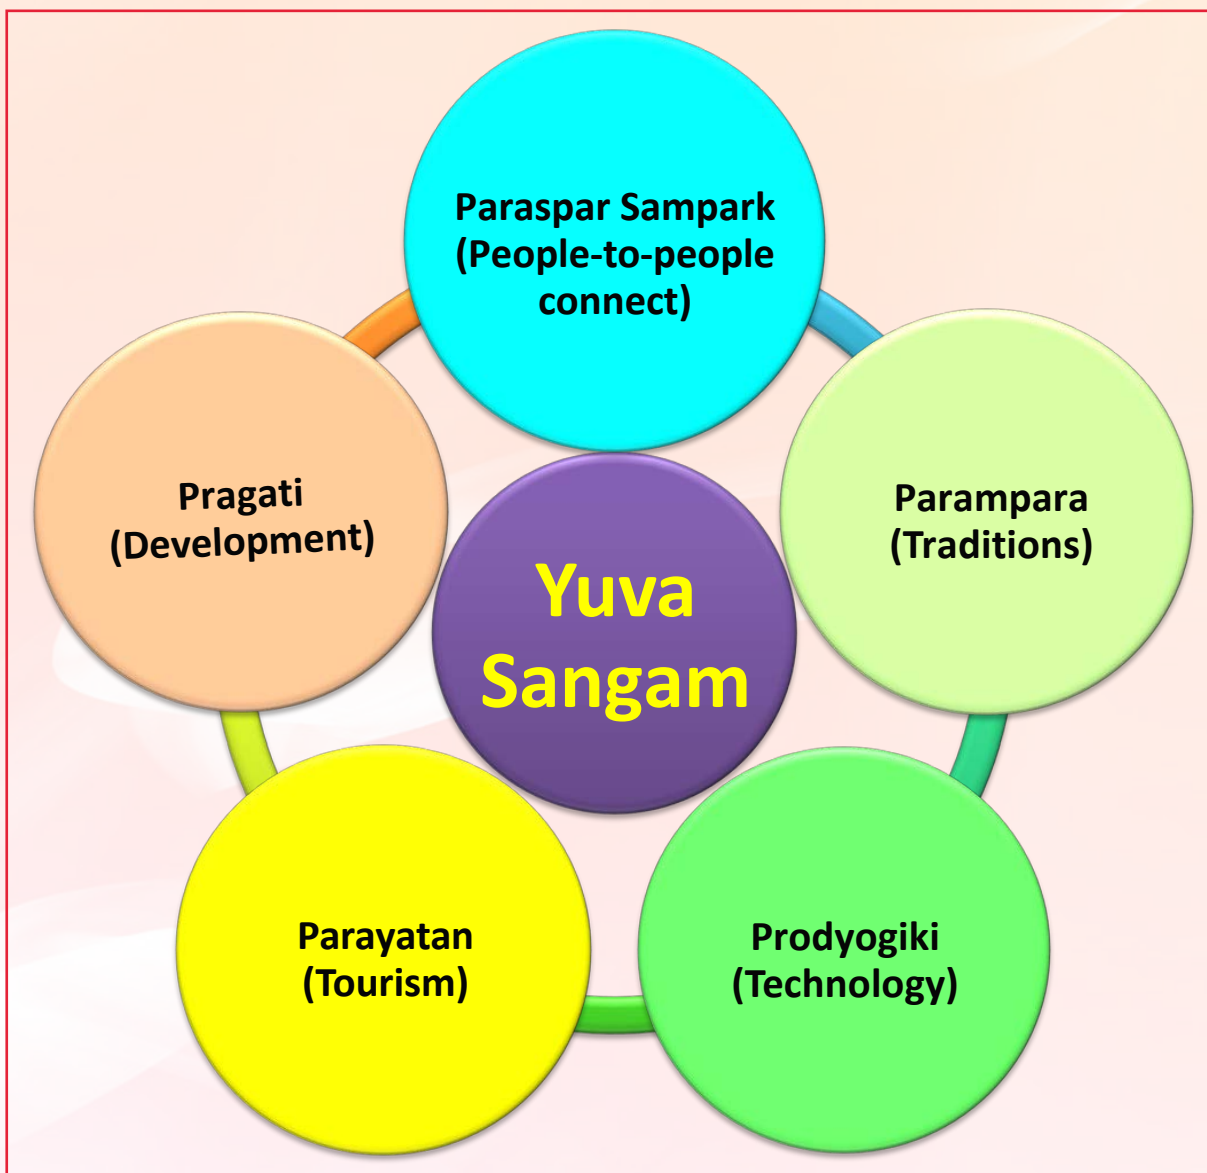 Paraspar Sampark
(People-to-people
connect)
Parampara
(Traditions)
Prodyogiki
(Technology)
Parayatan
(Tourism)
Pragati
(Development)
Yuva
Sangam